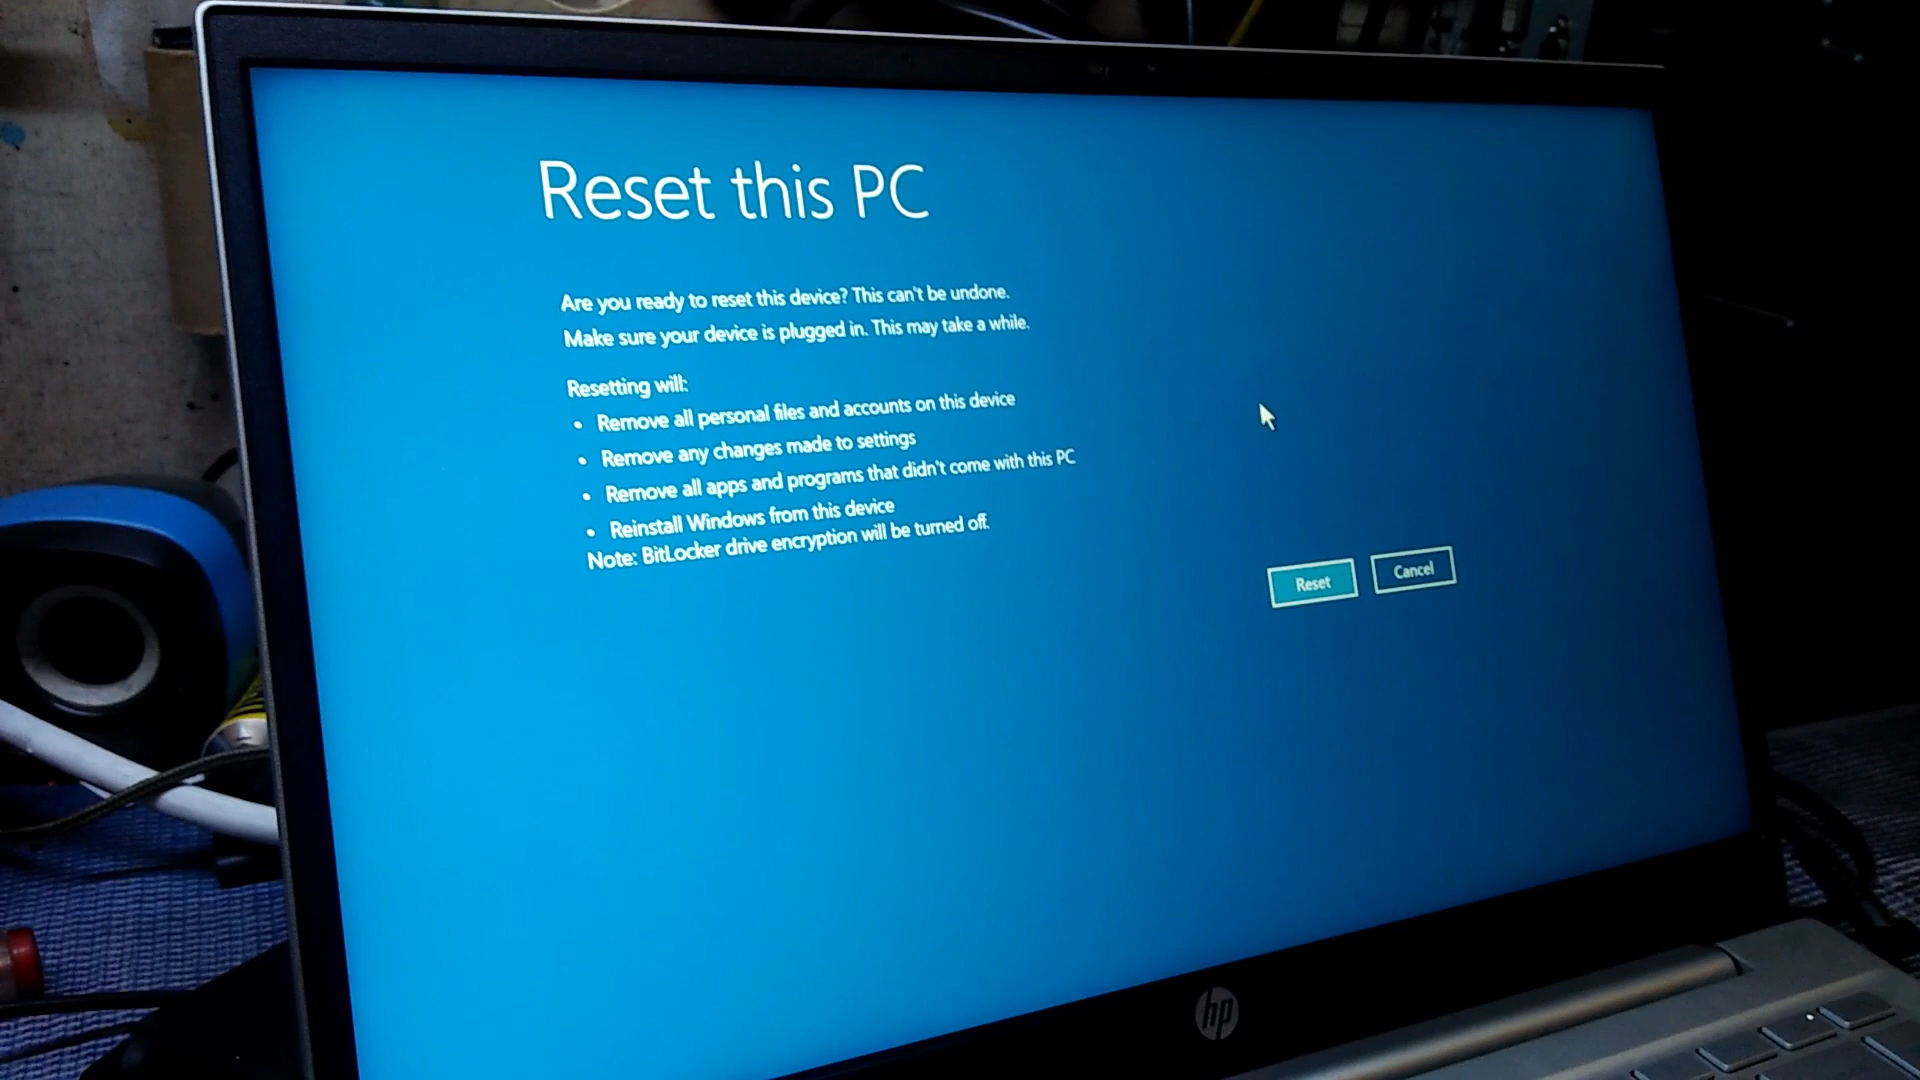 Reset this PC
Are you ready to reset this device? This can't be undone.
Make sure your device is plugged in. This may take a while.
Resetting will:
• Remove all personal files and accounts on this device
• Remove any changes made to settings
• Remove all apps and programs that didn't come with this PC
• Reinstall Windows from this device
Note: BitLocker drive encryption will be turned off.
Reset
Cancel
hp